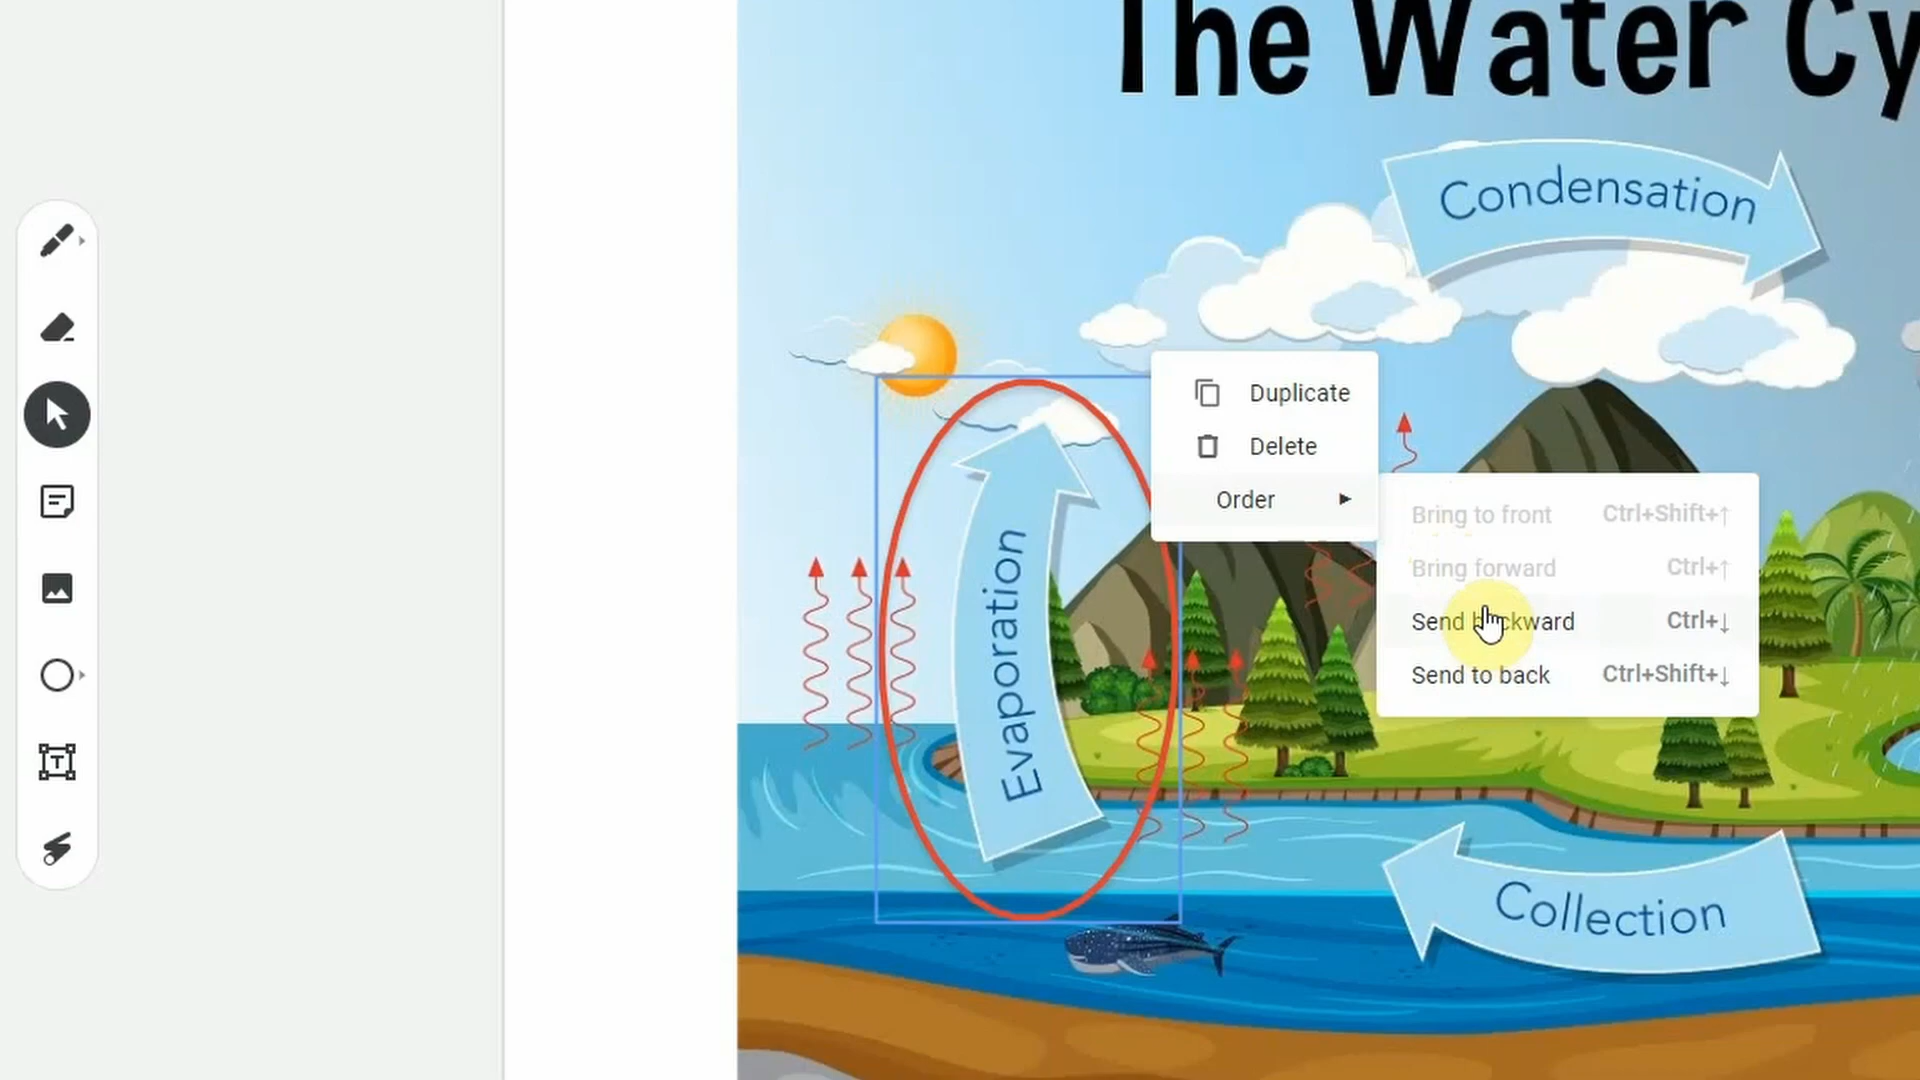 The Water Cy
Condensation
Duplicate
Delete
Order
Bring to front Ctrl+Shift+↑
Bring forward Ctrl+↑
Send backward Ctrl+↓
Send to back Ctrl+Shift+↓
Evaporation
Collection